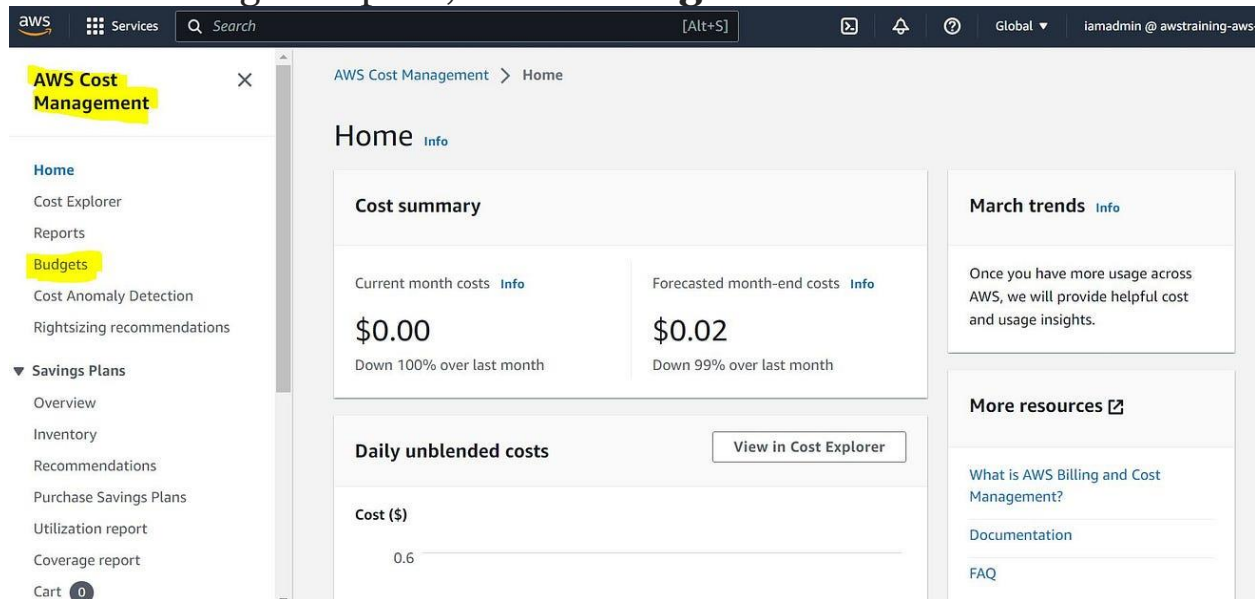 aws
Services
Search
[Alt+S]
Global
iamadmin @ awstraining-aws-
AWS Cost
Management
Home
Cost Explorer
Reports
Budgets
Cost Anomaly Detection
Rightsizing recommendations
Savings Plans
Overview
Inventory
Recommendations
Purchase Savings Plans
Utilization report
Coverage report
Cart 0
AWS Cost Management > Home
Home Info
Cost summary
Current month costs Info
$0.00
Down 100% over last month
Forecasted month-end costs Info
$0.02
Down 99% over last month
Daily unblended costs
View in Cost Explorer
Cost ($)
0.6
March trends Info
Once you have more usage across
AWS, we will provide helpful cost
and usage insights.
More resources
What is AWS Billing and Cost
Management?
Documentation
FAQ